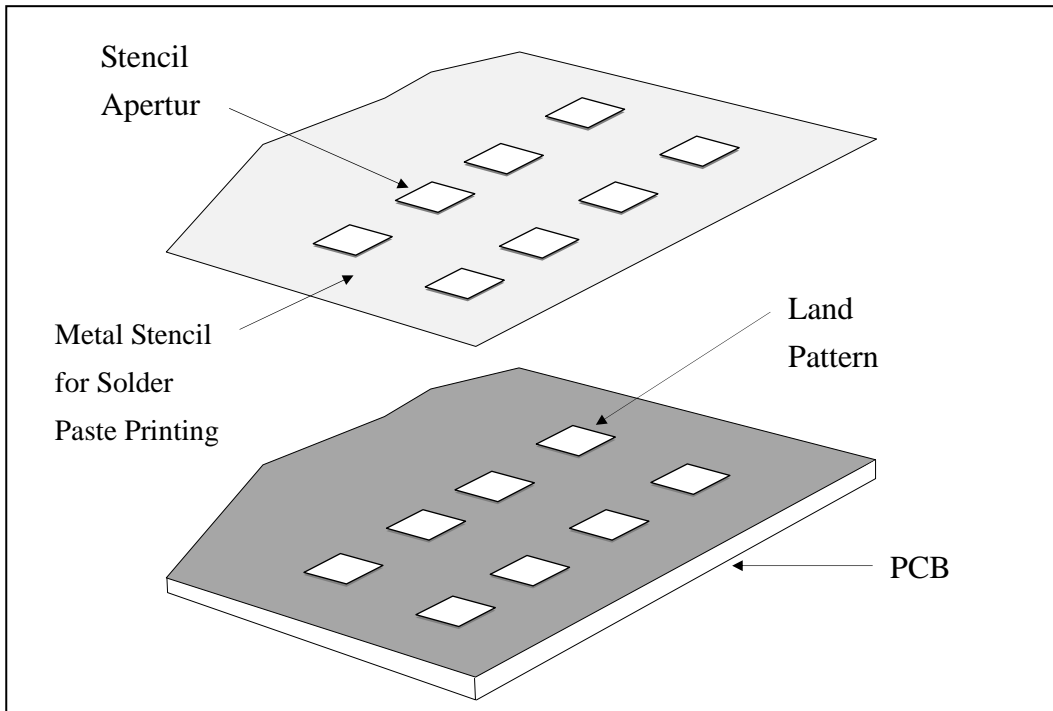 Stencil
Apertur
Metal Stencil
for Solder
Paste Printing
Land
Pattern
PCB